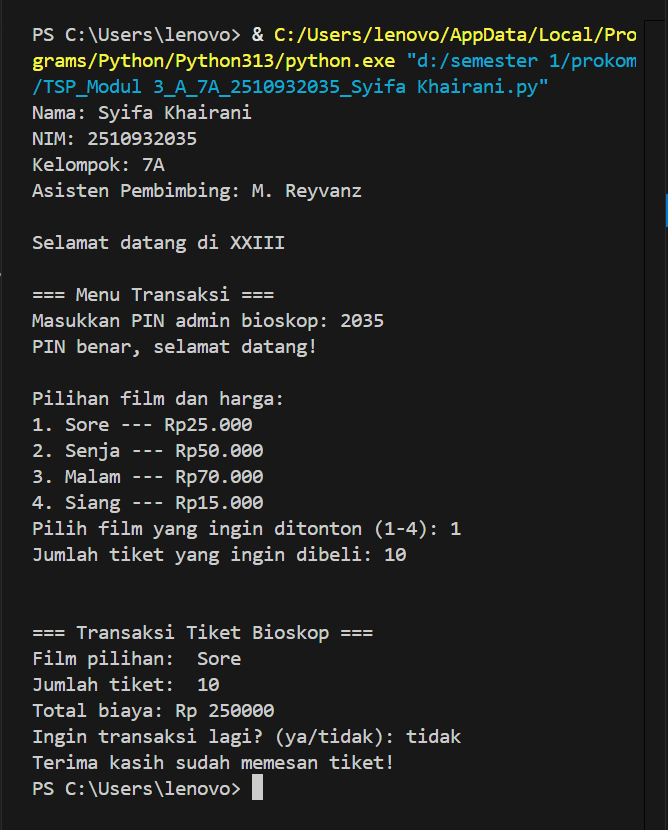 PS C:\Users\lenovo> & C:/Users/lenovo/AppData/Local/Pro
grams/Python/Python313/python.exe "d:/semester 1/prokom
/TSP_Modul 3_A_7A_2510932035_Syifa Khairani.py"
Nama: Syifa Khairani
NIM: 2510932035
Kelompok: 7A
Asisten Pembimbing: M. Reyvanz
Selamat datang di XXIII
=== Menu Transaksi ===
Masukkan PIN admin bioskop: 2035
PIN benar, selamat datang!
Pilihan film dan harga:
1. Sore --- Rp25.000
2. Senja --- Rp50.000
3. Malam --- Rp70.000
4. Siang --- Rp15.000
Pilih film yang ingin ditonton (1-4): 1
Jumlah tiket yang ingin dibeli: 10
=== Transaksi Tiket Bioskop ===
Film pilihan:  Sore
Jumlah tiket:  10
Total biaya: Rp 250000
Ingin transaksi lagi? (ya/tidak): tidak
Terima kasih sudah memesan tiket!
PS C:\Users\lenovo>